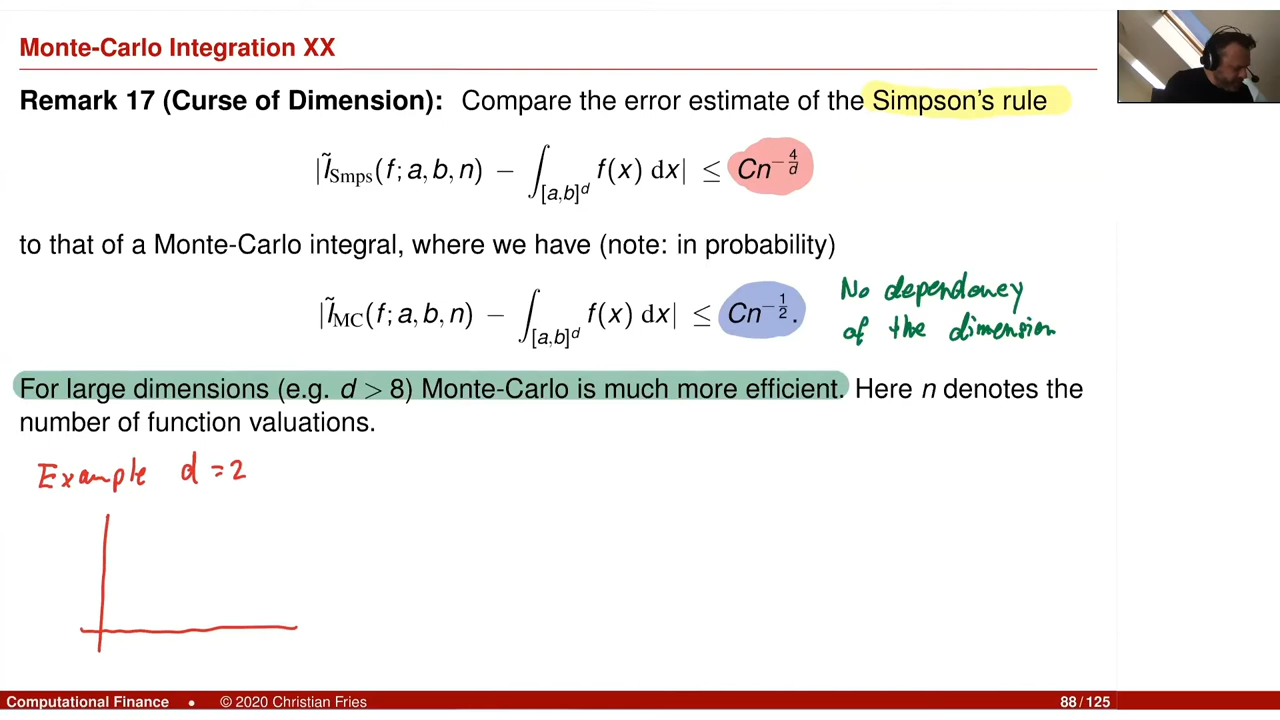 Monte-Carlo Integration XX
Remark 17 (Curse of Dimension): Compare the error estimate of the Simpson's rule
|Ĩ_Smps(f; a, b, n) − ∫_{[a,b]^d} f(x) dx| ≤ Cn^{−4/d}
to that of a Monte-Carlo integral, where we have (note: in probability)
|Ĩ_MC(f; a, b, n) − ∫_{[a,b]^d} f(x) dx| ≤ Cn^{−1/2}.
No dependoney
of the dimension
For large dimensions (e.g. d > 8) Monte-Carlo is much more efficient. Here n denotes the
number of function valuations.
Example d = 2
Computational Finance • © 2020 Christian Fries 88 / 125